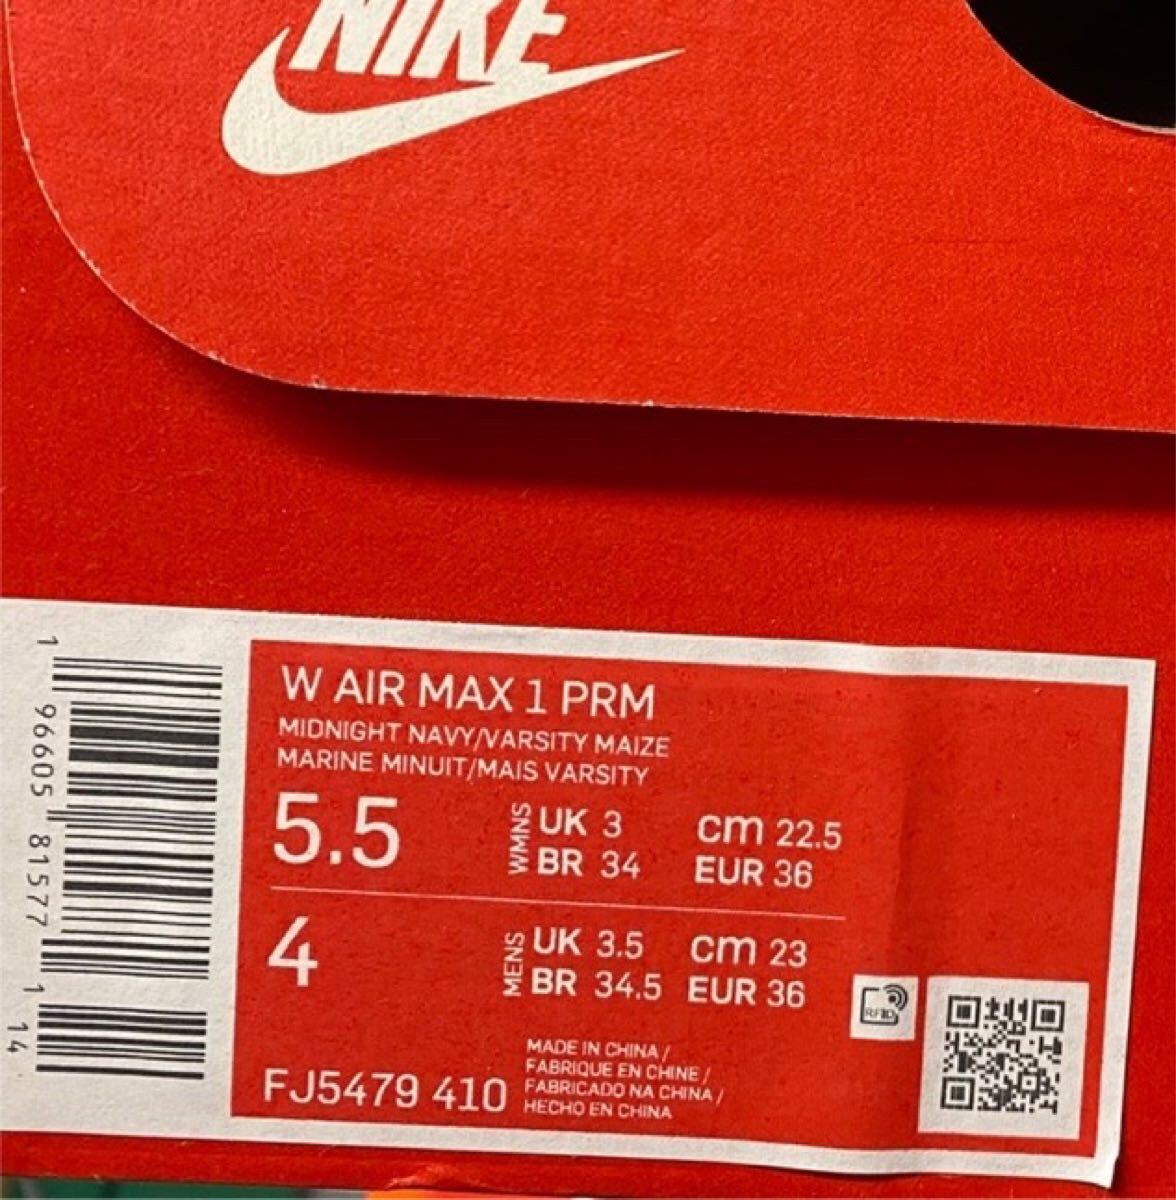 NIKE
W AIR MAX 1 PRM
MIDNIGHT NAVY/VARSITY MAIZE
MARINE MINUIT/MAIS VARSITY
5.5 WMNS UK 3 cm 22.5
BR 34 EUR 36
4 MENS UK 3.5 cm 23
BR 34.5 EUR 36
RFID
MADE IN CHINA /
FABRIQUE EN CHINE /
FABRICADO NA CHINA /
HECHO EN CHINA
FJ5479 410
1 96605 81577 1 14